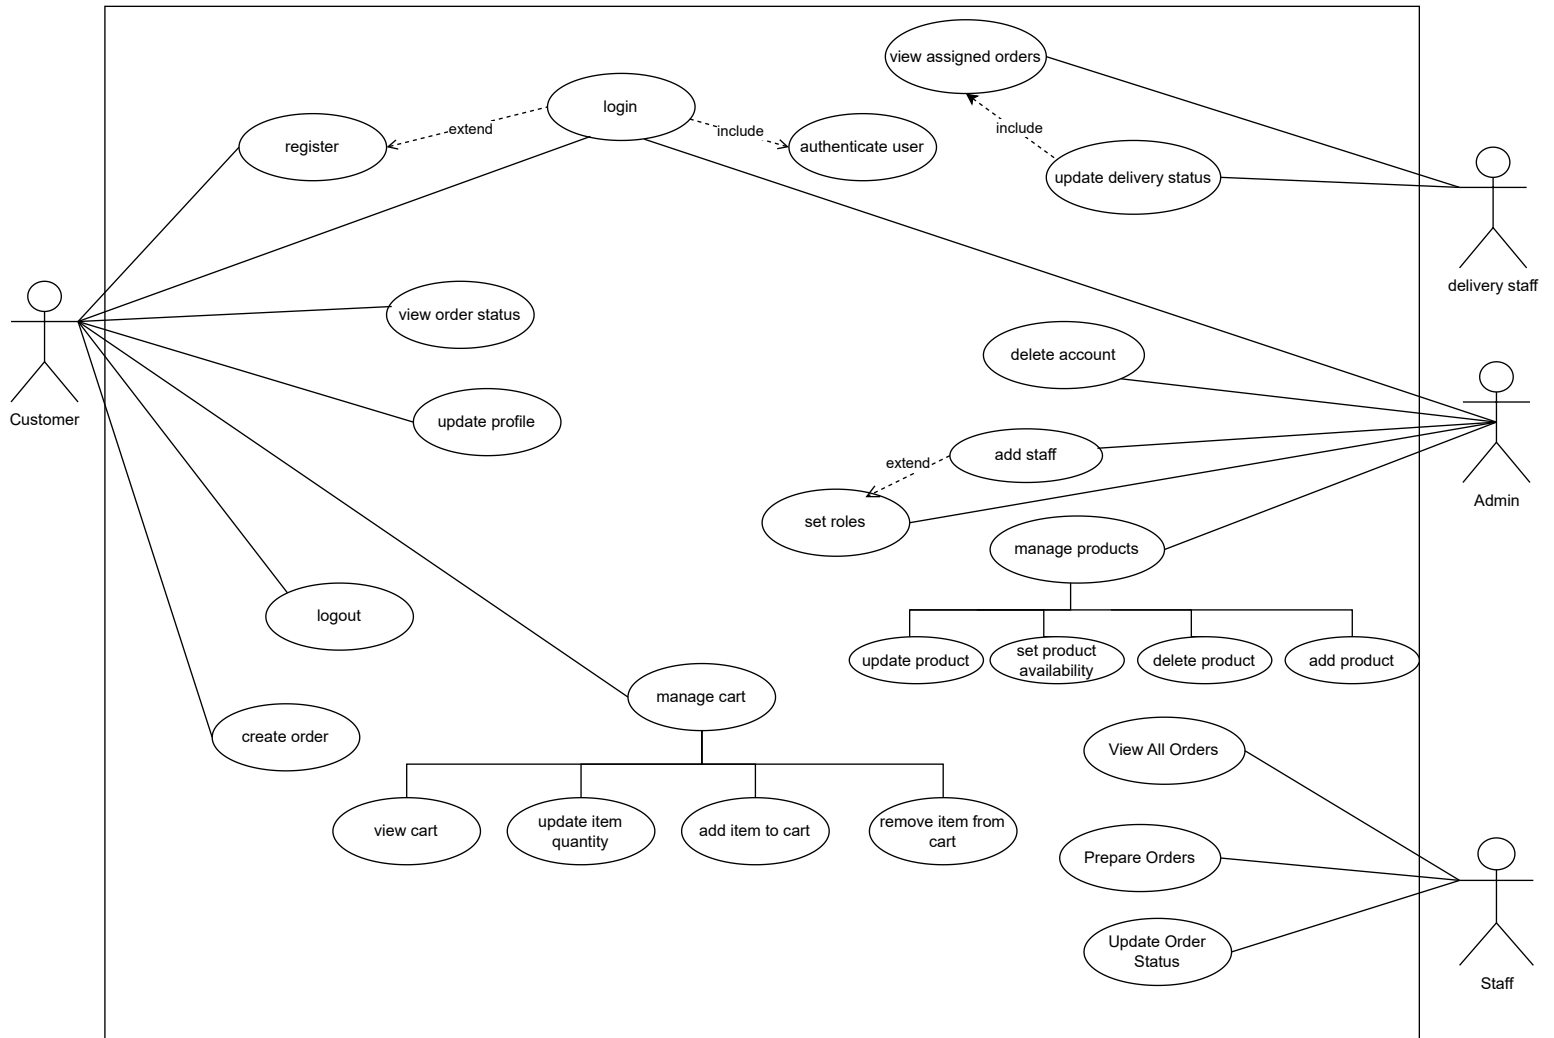 view assigned orders
login
extend
include
include
register
authenticate user
update delivery status
delivery staff
view order status
delete account
Customer
update profile
add staff
extend
Admin
set roles
manage products
logout
update product
set product
availability
delete product
add product
manage cart
create order
View All Orders
view cart
update item
quantity
add item to cart
remove item from
cart
Prepare Orders
Update Order
Status
Staff